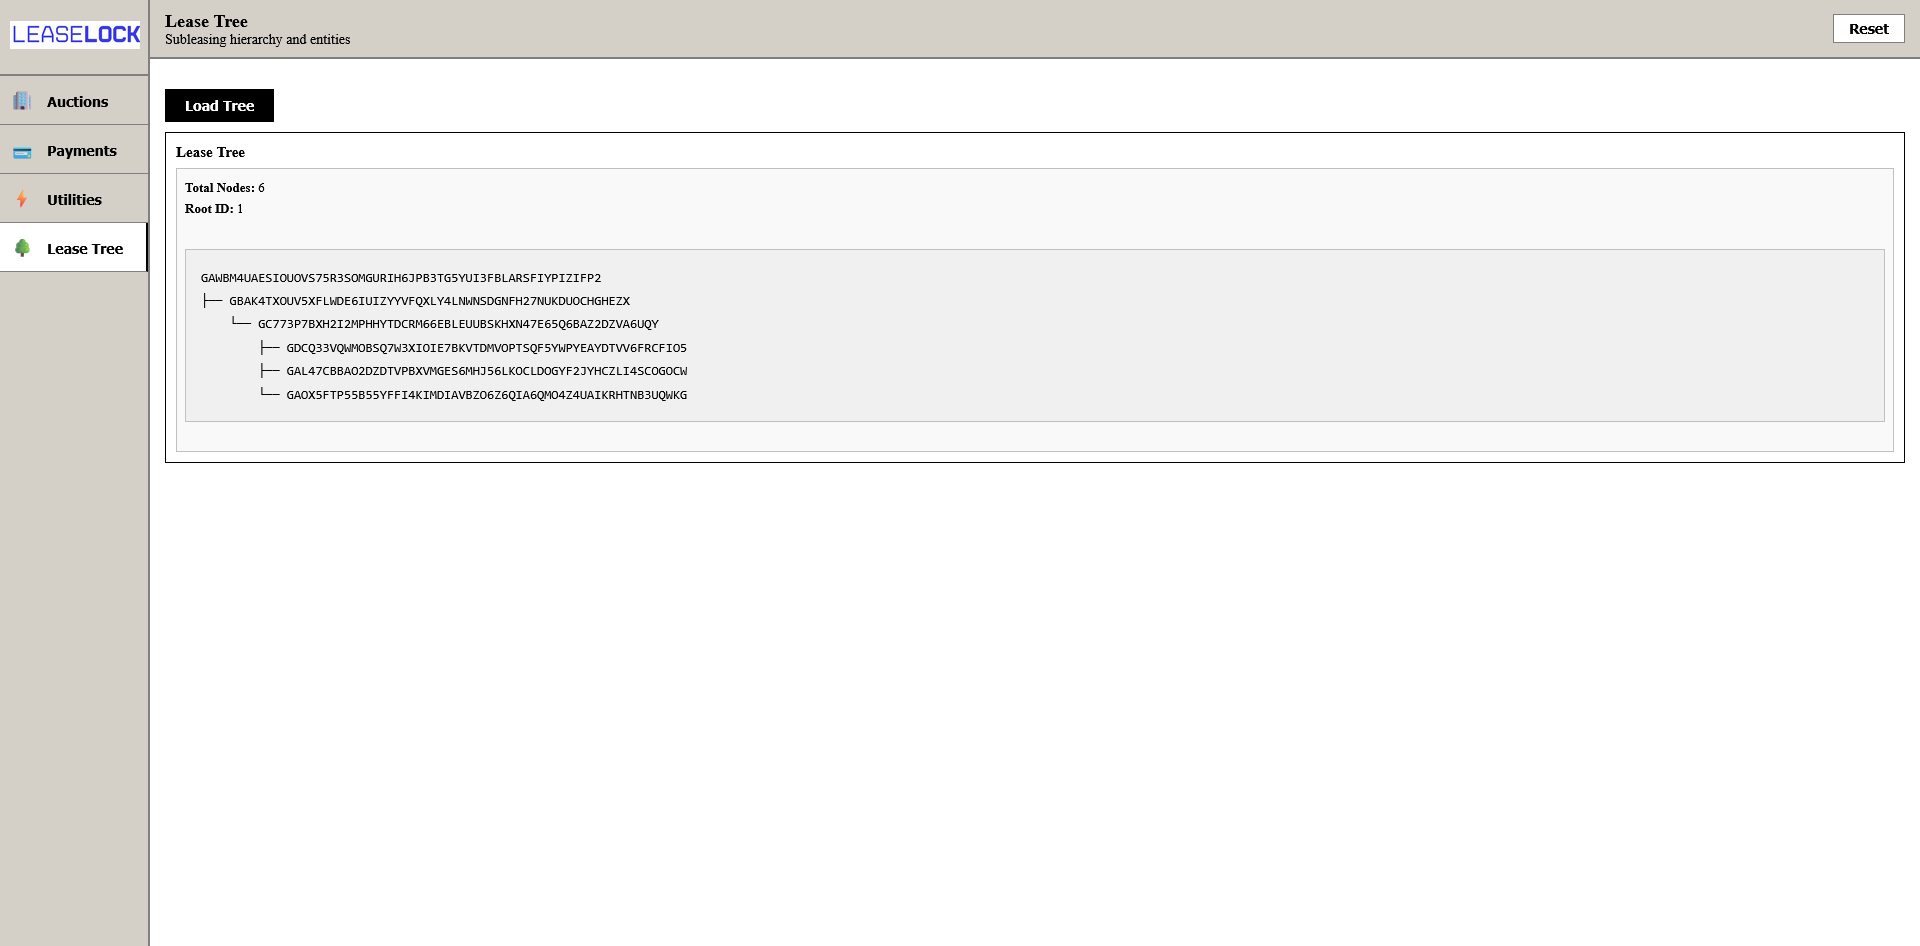 LEASELOCK
Lease Tree
Subleasing hierarchy and entities
Reset
Auctions
Payments
Utilities
Lease Tree
Load Tree
Lease Tree
Total Nodes: 6
Root ID: 1
GAWBM4UAESIOUOVS75R3SOMGURIH6JPB3TG5YUI3FBLARSFIYPIZIFP2
├── GBAK4TXOUV5XFLWDE6IUIZYYVFQXLY4LNWNSDGNFH27NUKDUOCHGHEZX
└── GC773P7BXH2I2MPHHYTDCRM66EBLEUUBSKHXN47E65Q6BAZ2DZVA6UQY
├── GDCQ33VQWMOBSQ7W3XIOIE7BKVTDMVOPTSQF5YWPYEAYDTVV6FRCFIO5
├── GAL47CBBAO2DZDTVPBXVMGES6MHJ56LKOCLDOGYF2JYHCZLI4SCOGOCW
└── GAOX5FTP55B55YFFI4KIMDIAVBZO6Z6QIA6QMO4Z4UAIKRHTNB3UQWKG